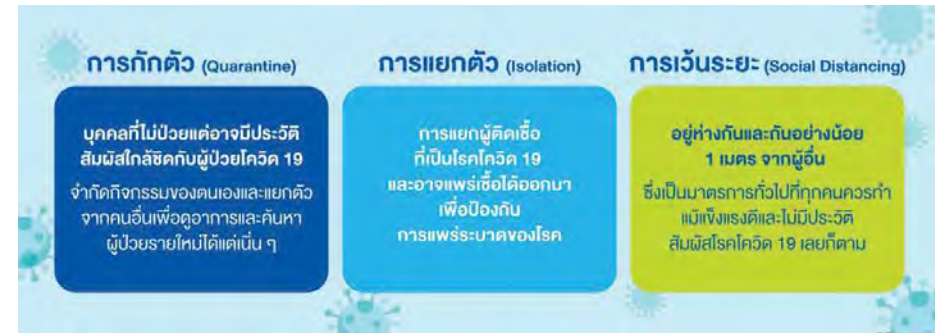 การกักตัว (Quarantine)
บุคคลที่ไม่ป่วยแต่อาจมีประวัติ
สัมผัสใกล้ชิดกับผู้ป่วยโควิด 19
จำกัดกิจกรรมของตนเองและแยกตัว
จากคนอื่นเพื่อดูอาการและค้นหา
ผู้ป่วยรายใหม่ได้แต่เนิ่น ๆ
การแยกตัว (Isolation)
การแยกผู้ติดเชื้อ
ที่เป็นโรคโควิด 19
และอาจแพร่เชื้อได้ออกมา
เพื่อป้องกัน
การแพร่ระบาดของโรค
การเว้นระยะ (Social Distancing)
อยู่ห่างกันและกันอย่างน้อย
1 เมตร จากผู้อื่น
ซึ่งเป็นมาตรการทั่วไปที่ทุกคนควรทำ
แม้แข็งแรงดีและไม่มีประวัติ
สัมผัสโรคโควิด 19 เลยก็ตาม